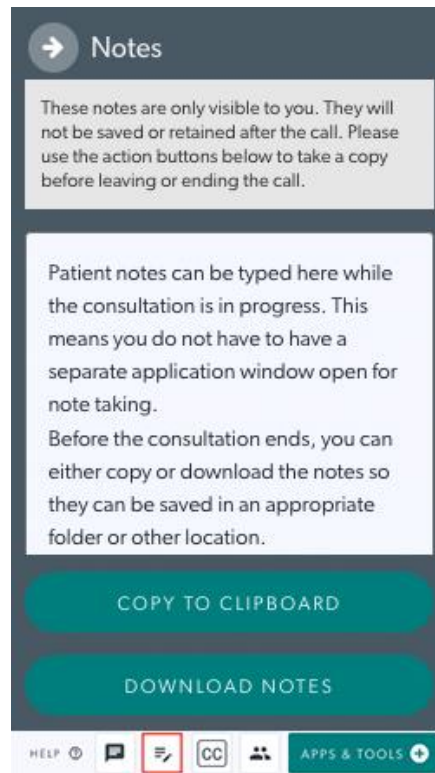 Notes
These notes are only visible to you. They will
not be saved or retained after the call. Please
use the action buttons below to take a copy
before leaving or ending the call.
Patient notes can be typed here while
the consultation is in progress. This
means you do not have to have a
separate application window open for
note taking.
Before the consultation ends, you can
either copy or download the notes so
they can be saved in an appropriate
folder or other location.
COPY TO CLIPBOARD
DOWNLOAD NOTES
HELP ? CC APPS & TOOLS +